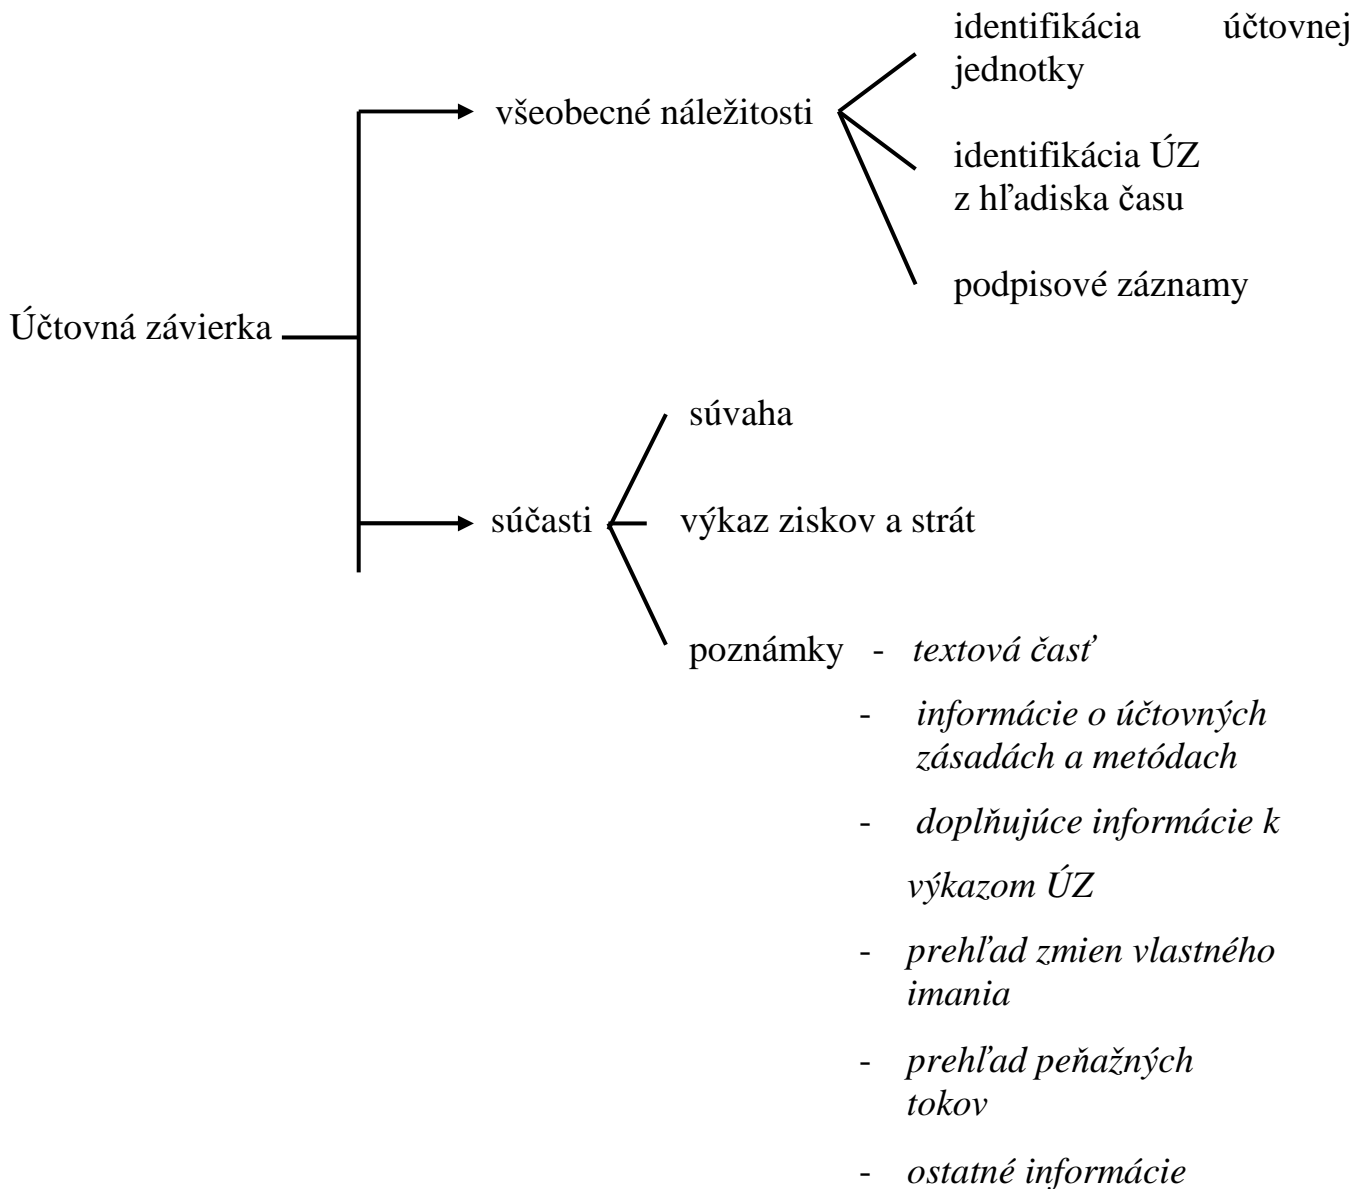 identifikácia účtovnej
jednotky
všeobecné náležitosti
identifikácia ÚZ
z hľadiska času
podpisové záznamy
Účtovná závierka
súvaha
súčasti
výkaz ziskov a strát
poznámky - textová časť
- informácie o účtovných
zásadách a metódach
- doplňujúce informácie k
výkazom ÚZ
- prehľad zmien vlastného
imania
- prehľad peňažných
tokov
- ostatné informácie